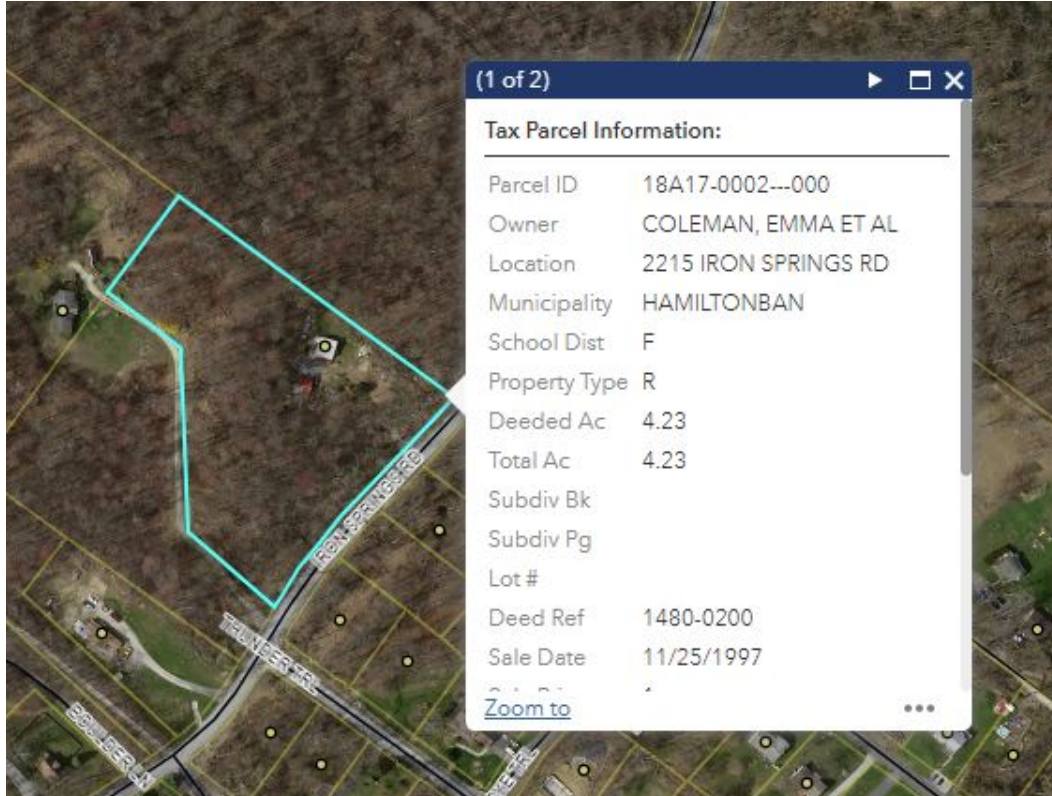 (1 of 2)
Tax Parcel Information:
Parcel ID 18A17-0002---000
Owner COLEMAN, EMMA ET AL
Location 2215 IRON SPRINGS RD
Municipality HAMILTONBAN
School Dist F
Property Type R
Deeded Ac 4.23
Total Ac 4.23
Subdiv Bk
Subdiv Pg
Lot #
Deed Ref 1480-0200
Sale Date 11/25/1997
Zoom to
IRON SPRINGS RD
THUNDER TRL
BOULDER LN